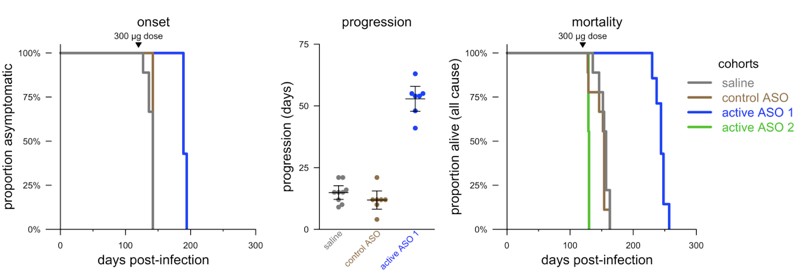 onset
300 µg dose
proportion asymptomatic
100%
75%
50%
25%
0%
0
100
200
300
days post-infection
progression
progression (days)
75
50
25
0
saline
control ASO
active ASO 1
mortality
300 µg dose
proportion alive (all cause)
100%
75%
50%
25%
0%
0
100
200
300
days post-infection
cohorts
saline
control ASO
active ASO 1
active ASO 2